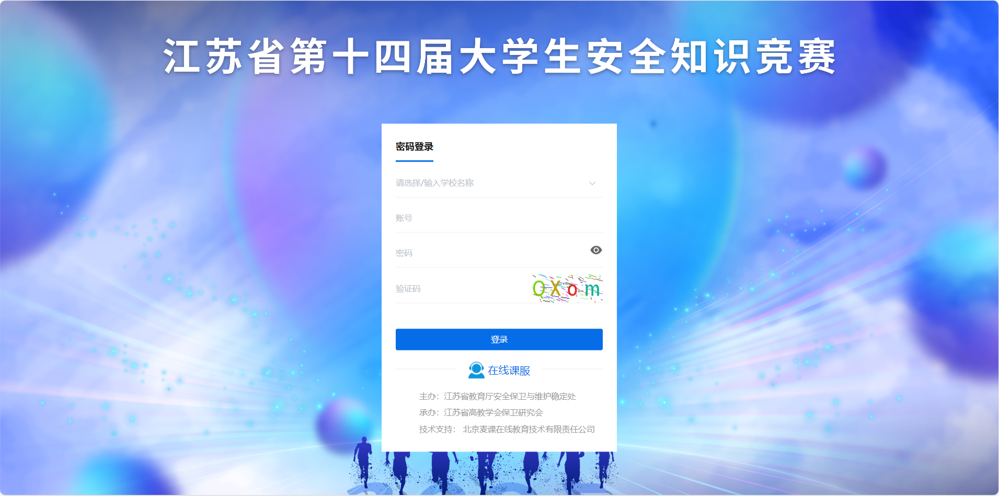 江苏省第十四届大学生安全知识竞赛
密码登录
请选择/输入学校名称
账号
密码
验证码
QXom
登录
在线课服
主办：江苏省教育厅安全保卫与维护稳定处
承办：江苏省高教学会保卫研究会
技术支持： 北京麦课在线教育技术有限责任公司